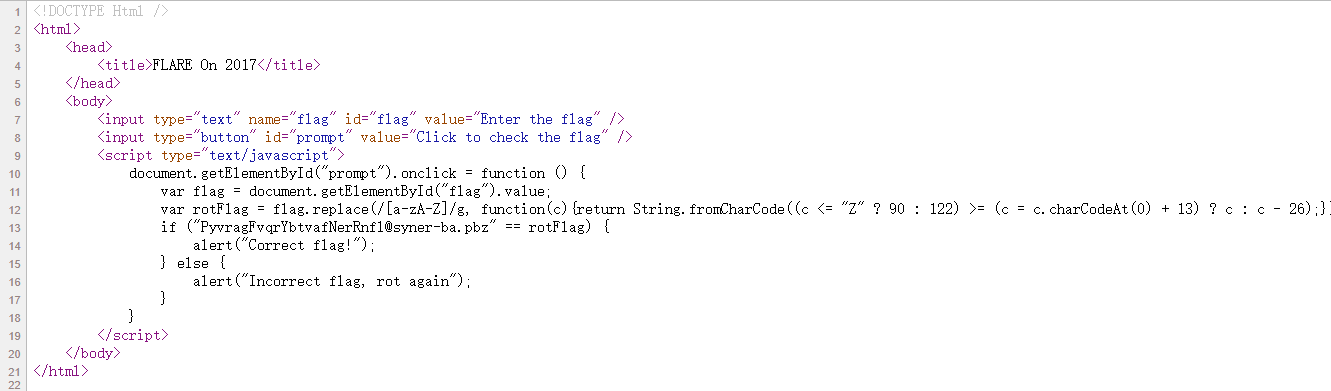 1 <!DOCTYPE Html />
2 <html>
3     <head>
4         <title>FLARE On 2017</title>
5     </head>
6     <body>
7         <input type="text" name="flag" id="flag" value="Enter the flag" />
8         <input type="button" id="prompt" value="Click to check the flag" />
9         <script type="text/javascript">
10             document.getElementById("prompt").onclick = function () {
11                 var flag = document.getElementById("flag").value;
12                 var rotFlag = flag.replace(/[a-zA-Z]/g, function(c){return String.fromCharCode((c <= "Z" ? 90 : 122) >= (c = c.charCodeAt(0) + 13) ? c : c - 26);}
13                 if ("PyvragFvqrYbtvafNerRnfl@syner-ba.pbz" == rotFlag) {
14                     alert("Correct flag!");
15                 } else {
16                     alert("Incorrect flag, rot again");
17                 }
18             }
19         </script>
20     </body>
21 </html>
22